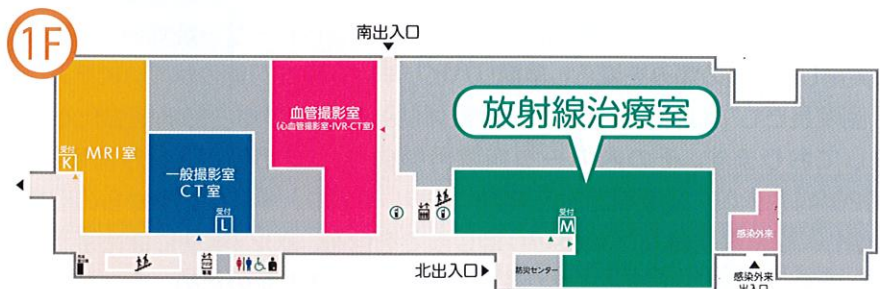 1F
南出入口
血管撮影室
(心血管撮影室・IVR-CT室)
放射線治療室
受付
K
MRI室
一般撮影室
CT室
受付
L
受付
M
感染外来
北出入口
防災センター
感染外来
出入口